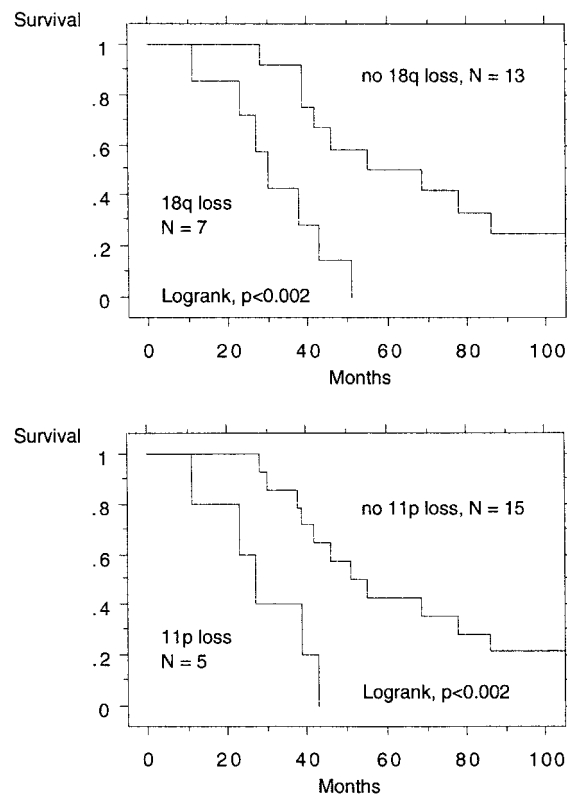 Survival
1
no 18q loss, N = 13
.8
.6
.4
18q loss
N = 7
.2
Logrank, p<0.002
0
0 20 40 60 80 100
Months
Survival
1
no 11p loss, N = 15
.8
.6
.4
11p loss
N = 5
.2
Logrank, p<0.002
0
0 20 40 60 80 100
Months